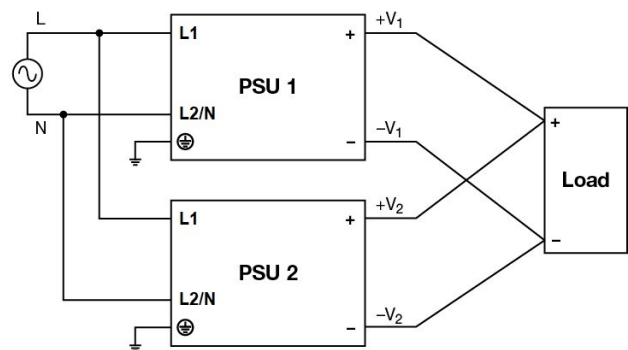 L
N
L1
PSU 1
L2/N
+
−
+V₁
−V₁
L1
PSU 2
L2/N
+
−
+V₂
−V₂
+
Load
−